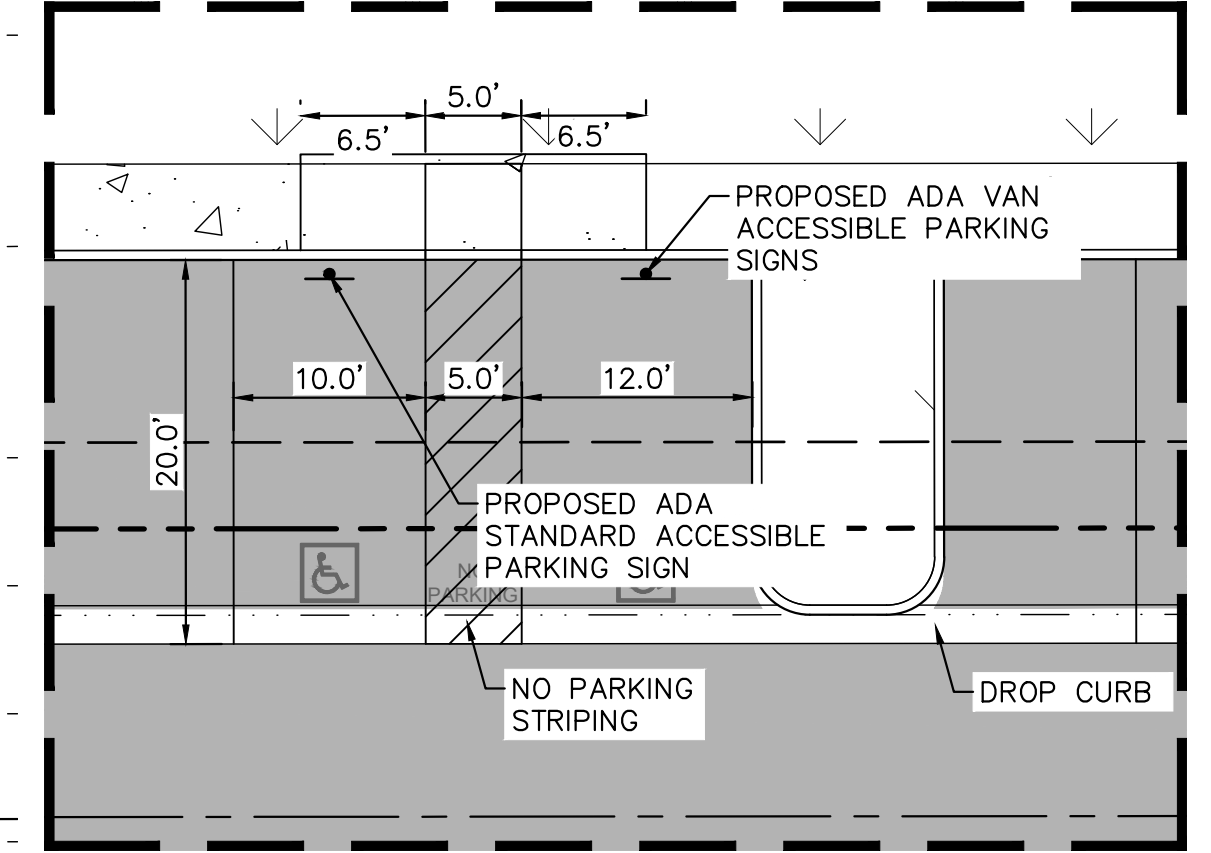 5.0'
6.5'
6.5'
PROPOSED ADA VAN
ACCESSIBLE PARKING
SIGNS
10.0'
5.0'
12.0'
20.0'
PROPOSED ADA
STANDARD ACCESSIBLE
PARKING SIGN
PARKING
NO PARKING
STRIPING
DROP CURB